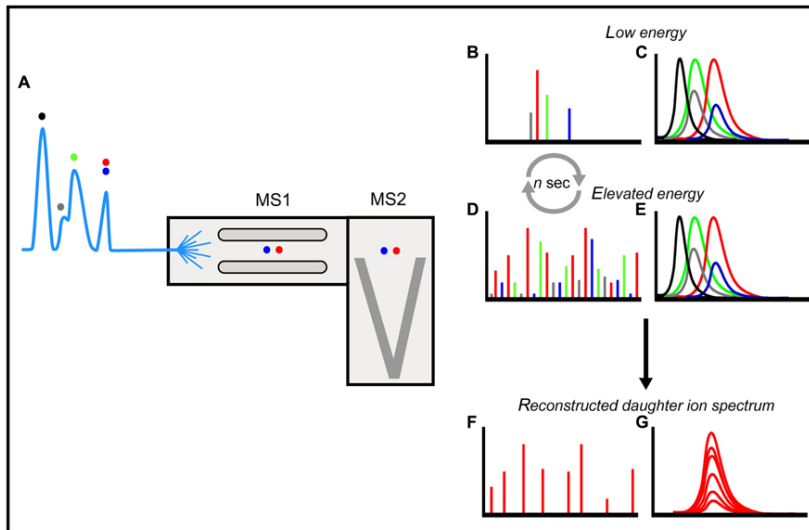 A
MS1
MS2
Low energy
B
C
n sec
Elevated energy
D
E
Reconstructed daughter ion spectrum
F
G